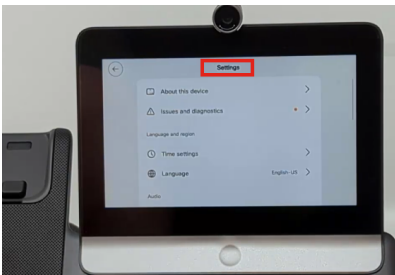 Settings
About this device
Issues and diagnostics
Language and region
Time settings
Language English - US
Audio